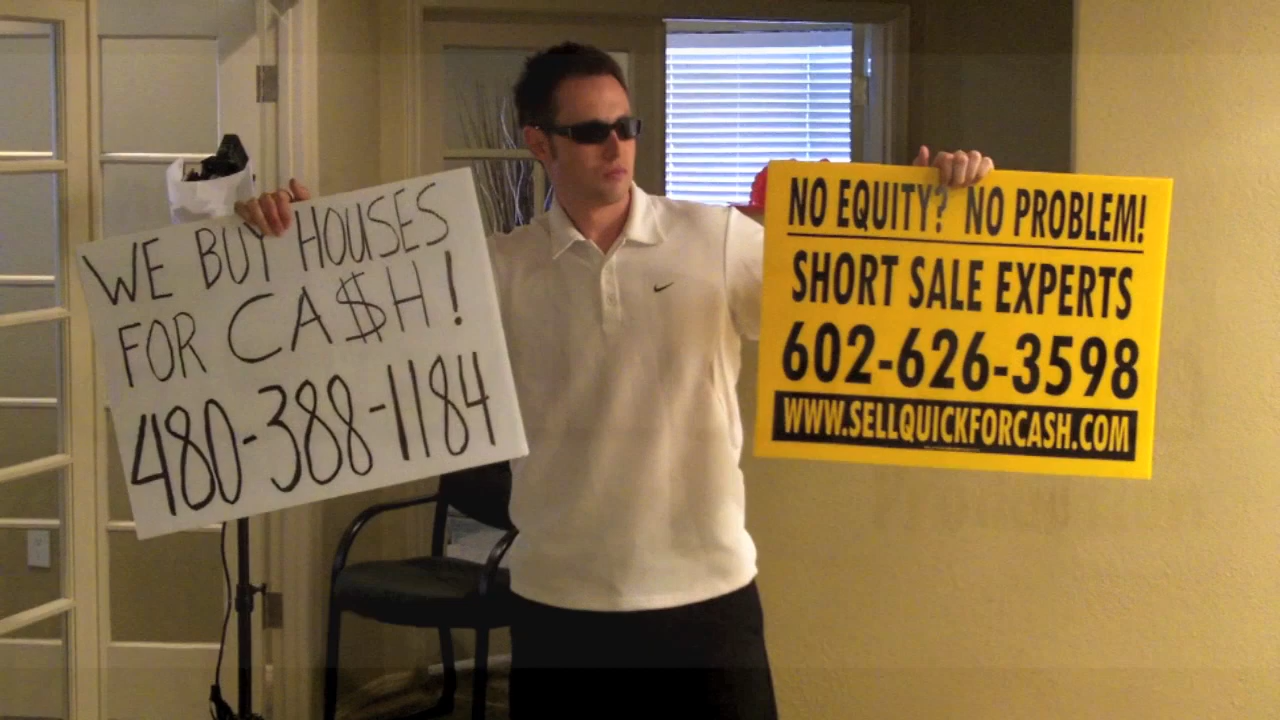 WE BUY HOUSES
FOR CA$H!
480-388-1184
NO EQUITY? NO PROBLEM!
SHORT SALE EXPERTS
602-626-3598
WWW.SELLQUICKFORCASH.COM